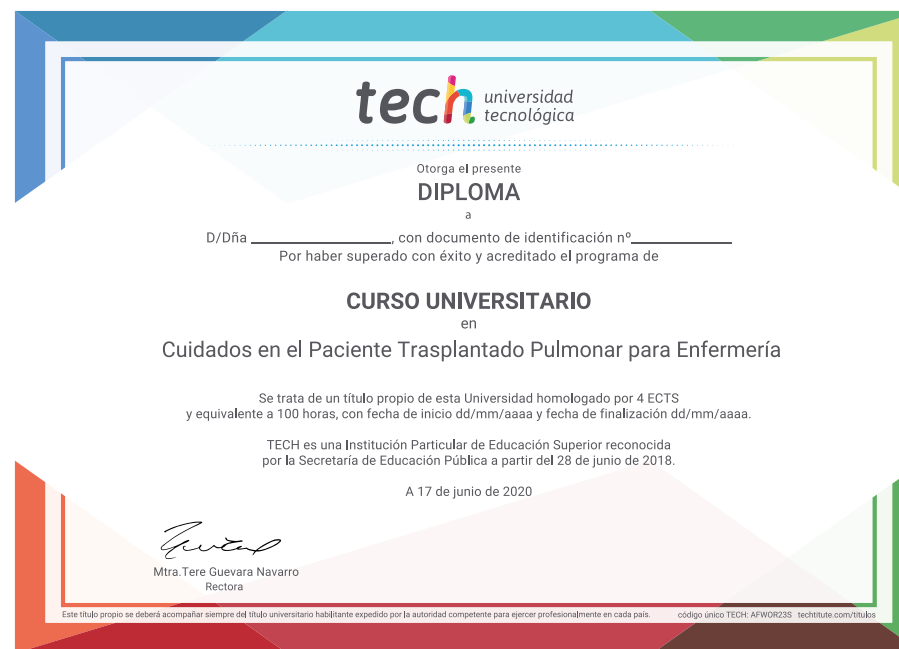 tech universidad
tecnológica
Otorga el presente
DIPLOMA
a
D/Dña ____________, con documento de identificación nº____________
Por haber superado con éxito y acreditado el programa de
CURSO UNIVERSITARIO
en
Cuidados en el Paciente Trasplantado Pulmonar para Enfermería
Se trata de un título propio de esta Universidad homologado por 4 ECTS
y equivalente a 100 horas, con fecha de inicio dd/mm/aaaa y fecha de finalización dd/mm/aaaa.
TECH es una Institución Particular de Educación Superior reconocida
por la Secretaría de Educación Pública a partir del 28 de junio de 2018.
A 17 de junio de 2020
Mtra.Tere Guevara Navarro
Rectora
Este título propio se deberá acompañar siempre del título universitario habilitante expedido por la autoridad competente para ejercer profesionalmente en cada país. código único TECH: AFWOR23S techtitute.com/titulos